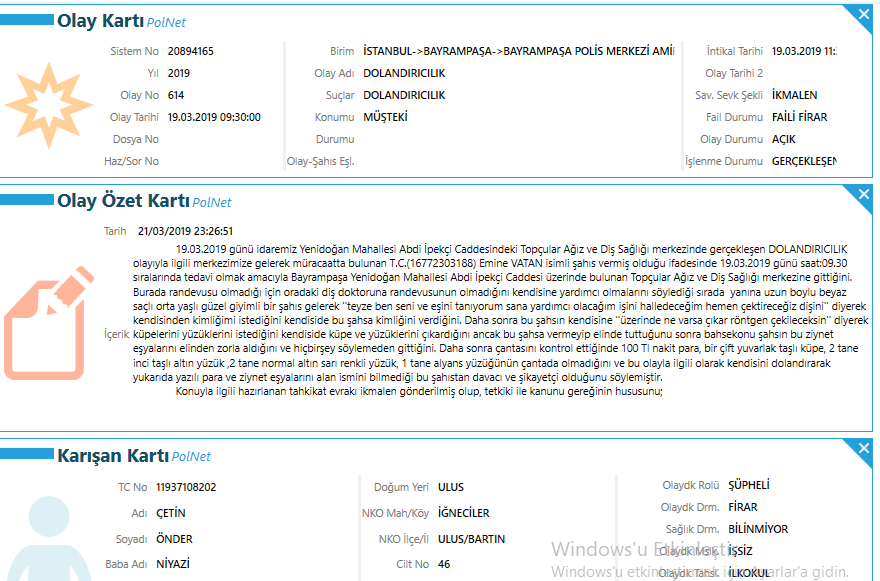 Olay Kartı PolNet
Sistem No 20894165
Yıl 2019
Olay No 614
Olay Tarihi 19.03.2019 09:30:00
Dosya No
Haz/Sor No
Birim İSTANBUL->BAYRAMPAŞA->BAYRAMPAŞA POLİS MERKEZİ AMİ
Olay Adı DOLANDIRICILIK
Suçlar DOLANDIRICILIK
Konumu MÜŞTEKİ
Durumu
Olay-Şahıs Eşl.
İntikal Tarihi 19.03.2019 11:
Olay Tarihi 2
Sav. Sevk Şekli İKMALEN
Fail Durumu FAİLİ FİRAR
Olay Durumu AÇIK
İşlenme Durumu GERÇEKLEŞEN
Olay Özet Kartı PolNet
Tarih 21/03/2019 23:26:51
İçerik
19.03.2019 günü idaremiz Yenidoğan Mahallesi Abdi İpekçi Caddesindeki Topçular Ağız ve Diş Sağlığı merkezinde gerçekleşen DOLANDIRICILIK
olayıyla ilgili merkezimize gelerek müracaatta bulunan T.C.(16772303188) Emine VATAN isimli şahıs vermiş olduğu ifadesinde 19.03.2019 günü saat:09.30
sıralarında tedavi olmak amacıyla Bayrampaşa Yenidoğan Mahallesi Abdi İpekçi Caddesi üzerinde bulunan Topçular Ağız ve Diş Sağlığı merkezine gittiğini.
Burada randevusu olmadığı için oradaki diş doktoruna randevusunun olmadığını kendisine yardımcı olmalarını söylediği sırada yanına uzun boylu beyaz
saçlı orta yaşlı güzel giyimli bir şahıs gelerek "teyze ben seni ve eşini tanıyorum sana yardımcı olacağım işini halledeceğim hemen çektireceğiz dişini" diyerek
kendisinden kimliğimi istediğini kendiside bu şahsa kimliğini verdiğini. Daha sonra bu şahsın kendisine "üzerinde ne varsa çıkar röntgen çekileceksin" diyerek
küpelerini yüzüklerini istediğini kendiside küpe ve yüzüklerini çıkardığını ancak bu şahsa vermeyip elinde tuttuğunu sonra bahsekonu şahsın bu ziynet
eşyalarını elinden zorla aldığını ve hiçbirşey söylemeden gittiğini. Daha sonra çantasını kontrol ettiğinde 100 Tl nakit para, bir çift yuvarlak taşlı küpe, 2 tane
inci taşlı altın yüzük ,2 tane normal altın sarı renkli yüzük, 1 tane alyans yüzüğünün çantada olmadığını ve bu olayla ilgili olarak kendisini dolandırarak
yukarıda yazılı para ve ziynet eşyalarını alan ismini bilmediği bu şahıstan davacı ve şikayetçi olduğunu söylemiştir.
Konuyla ilgili hazırlanan tahkikat evrakı ikmalen gönderilmiş olup, tetkiki ile kanunu gereğinin hususunu;
Karışan Kartı PolNet
TC No 11937108202
Adı ÇETİN
Soyadı ÖNDER
Baba Adı NİYAZİ
Doğum Yeri ULUS
NKO Mah/Köy İĞNECİLER
NKO İlçe/İl ULUS/BARTIN
Cilt No 46
Olaydk Rolü ŞÜPHELİ
Olaydk Drm. FİRAR
Sağlık Drm. BİLİNMİYOR
Olaydk Mslk. İŞSİZ
Olaydk Tahs. İLKOKUL
Windows'u Etkinleştir
Windows'u etkinleştirmek için Ayarlar'a gidin.